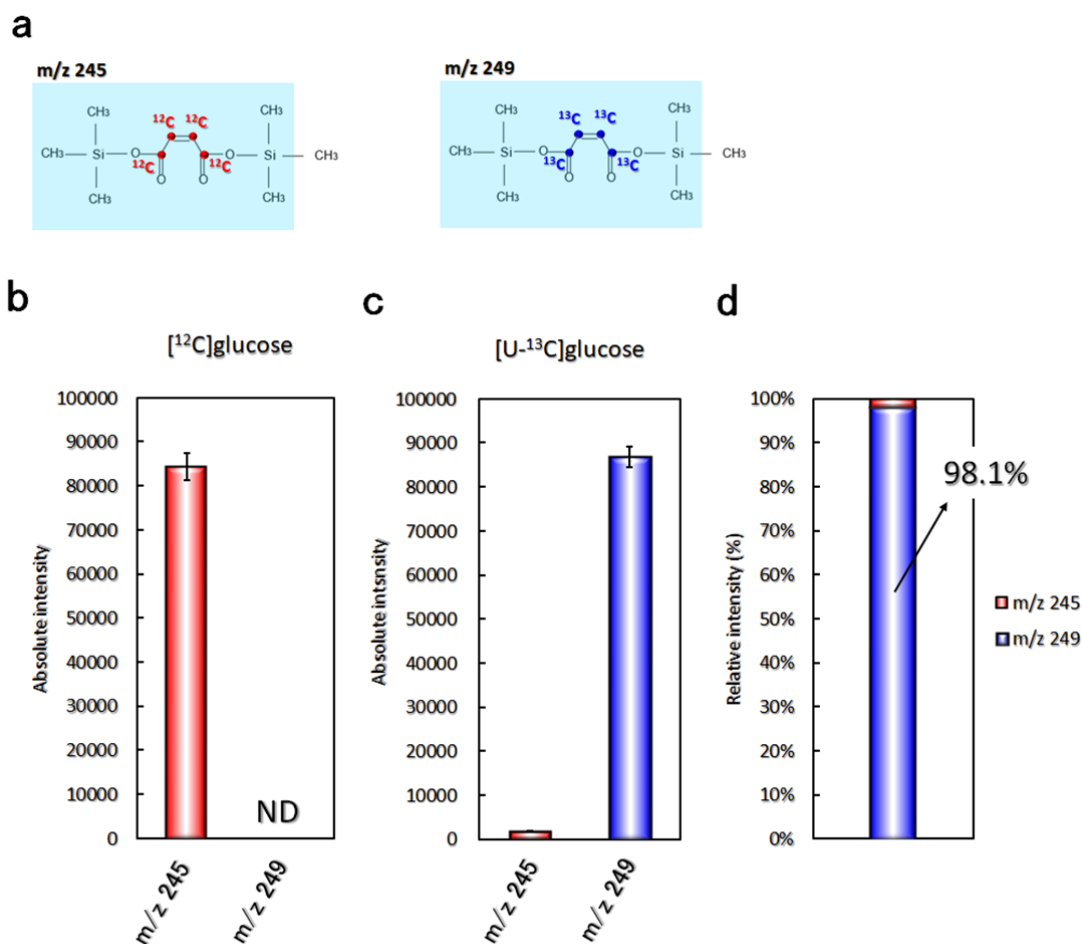 a
m/z 245
m/z 249
CH₃ CH₃
¹²C ¹²C
CH₃ Si O ¹²C ¹²C O Si CH₃
O O
CH₃ CH₃
CH₃ CH₃
¹³C ¹³C
CH₃ Si O ¹³C ¹³C O Si CH₃
O O
CH₃ CH₃
b
[¹²C]glucose
Absolute intensity
100000
90000
80000
70000
60000
50000
40000
30000
20000
10000
0
ND
m/z 245
m/z 249
c
[U-¹³C]glucose
Absolute intsnsity
100000
90000
80000
70000
60000
50000
40000
30000
20000
10000
0
m/z 245
m/z 249
d
Relative intensity (%)
100%
90%
80%
70%
60%
50%
40%
30%
20%
10%
0%
98.1%
m/z 245
m/z 249